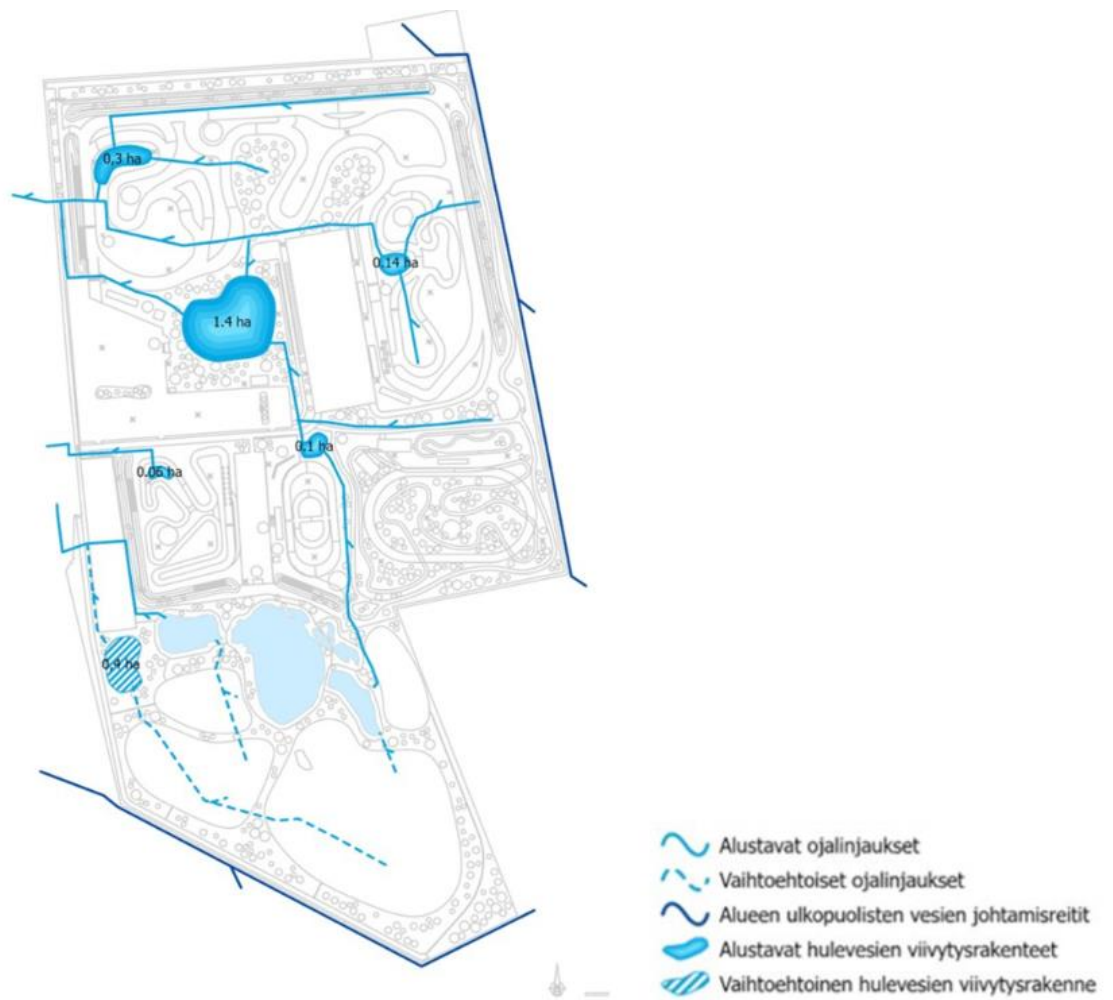 0,3 ha
0.14 ha
1.4 ha
0.1 ha
0.06 ha
0,4 ha
Alustavat ojalinjaukset
Vaihtoehtoiset ojalinjaukset
Alueen ulkopuolisten vesien johtamisreitit
Alustavat hulevesien viivytysrakenteet
Vaihtoehtoinen hulevesien viivytysrakenne